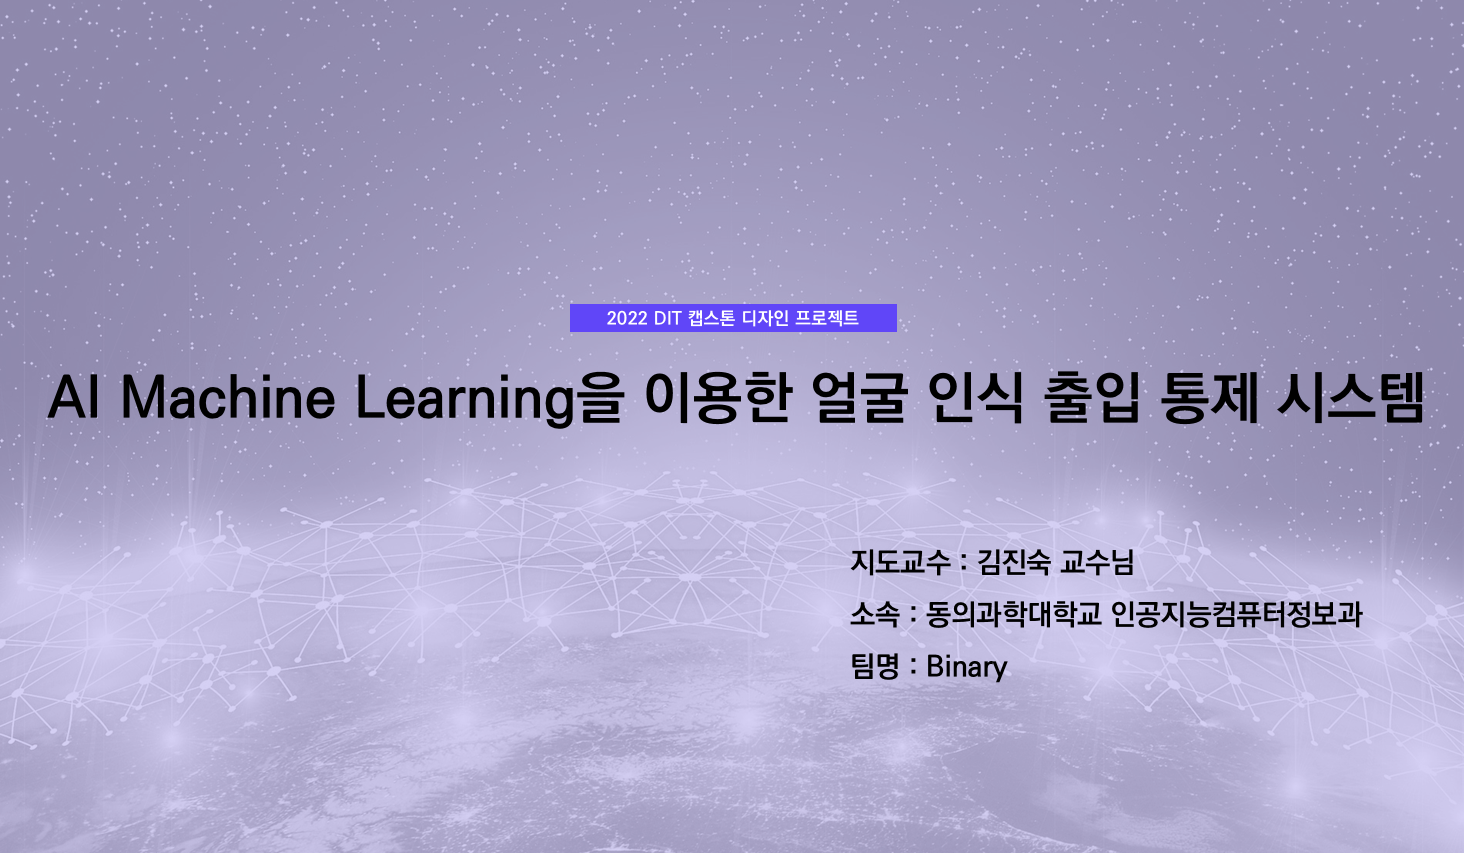 2022 DIT 캡스톤 디자인 프로젝트
AI Machine Learning을 이용한 얼굴 인식 출입 통제 시스템
지도교수 : 김진숙 교수님
소속 : 동의과학대학교 인공지능컴퓨터정보과
팀명 : Binary